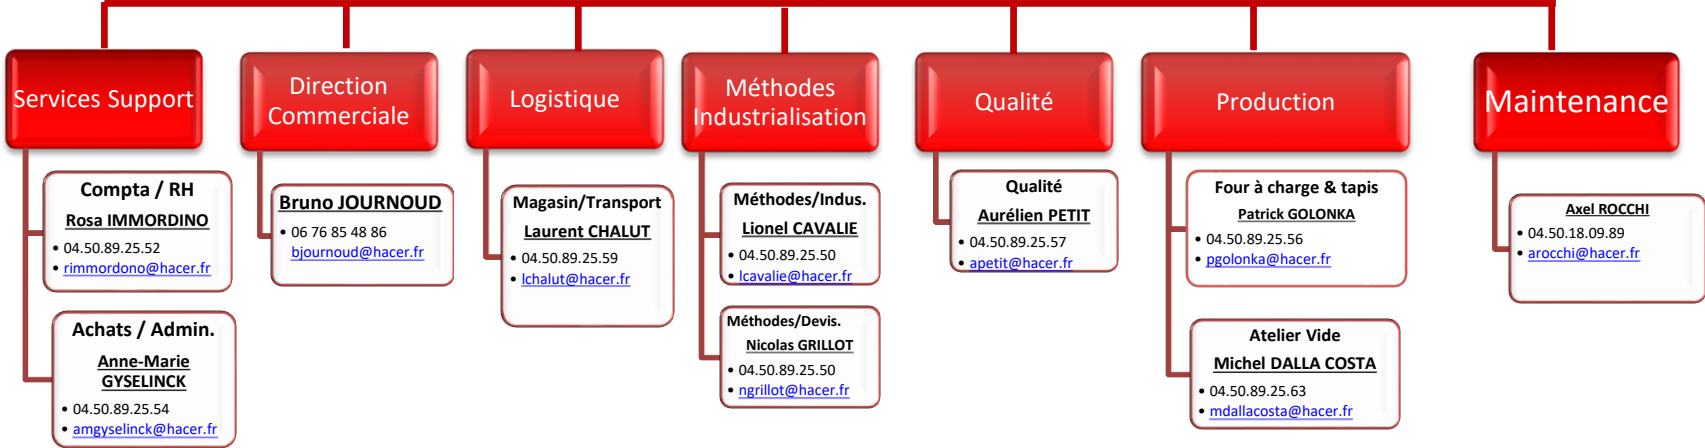 Services Support
Compta / RH
Rosa IMMORDINO
• 04.50.89.25.52
• rimmordono@hacer.fr
Achats / Admin.
Anne-Marie
GYSELINCK
• 04.50.89.25.54
• amgyselinck@hacer.fr
Direction
Commerciale
Bruno JOURNOUD
• 06 76 85 48 86
bjournoud@hacer.fr
Logistique
Magasin/Transport
Laurent CHALUT
• 04.50.89.25.59
• lchalut@hacer.fr
Méthodes
Industrialisation
Méthodes/Indus.
Lionel CAVALIE
• 04.50.89.25.50
• lcavalie@hacer.fr
Méthodes/Devis.
Nicolas GRILLOT
• 04.50.89.25.50
• ngrillot@hacer.fr
Qualité
Qualité
Aurélien PETIT
• 04.50.89.25.57
• apetit@hacer.fr
Production
Four à charge & tapis
Patrick GOLONKA
• 04.50.89.25.56
• pgolonka@hacer.fr
Atelier Vide
Michel DALLA COSTA
• 04.50.89.25.63
• mdallacosta@hacer.fr
Maintenance
Axel ROCCHI
• 04.50.18.09.89
• arocchi@hacer.fr